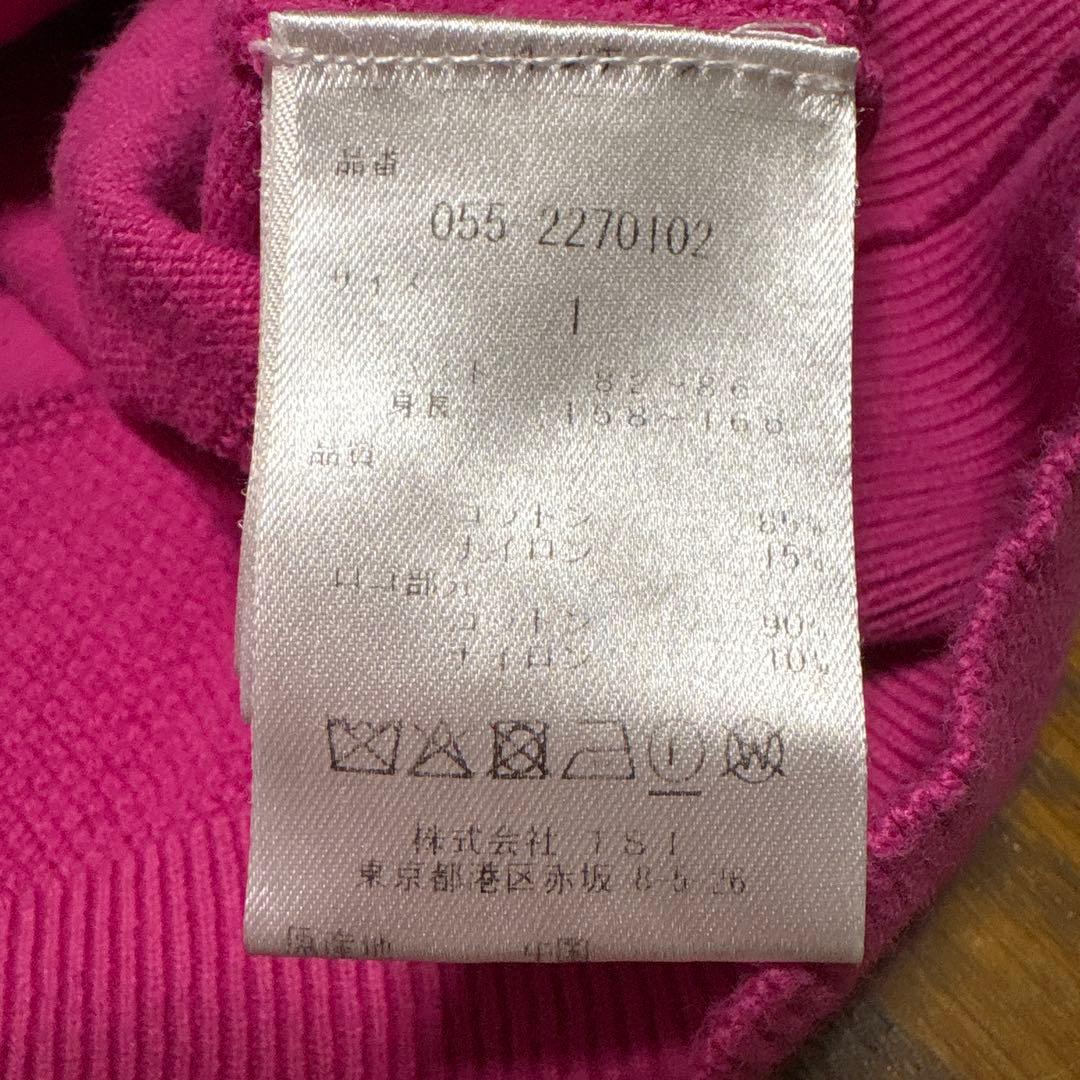 品番
055 2270102
サイズ
1
バスト 82~86
身長 158~166
品質
コットン 85%
ナイロン 15%
ロゴ部分
コットン 90%
ナイロン 10%
株式会社 TSI
東京都港区赤坂 8-5-26
原産地 中国